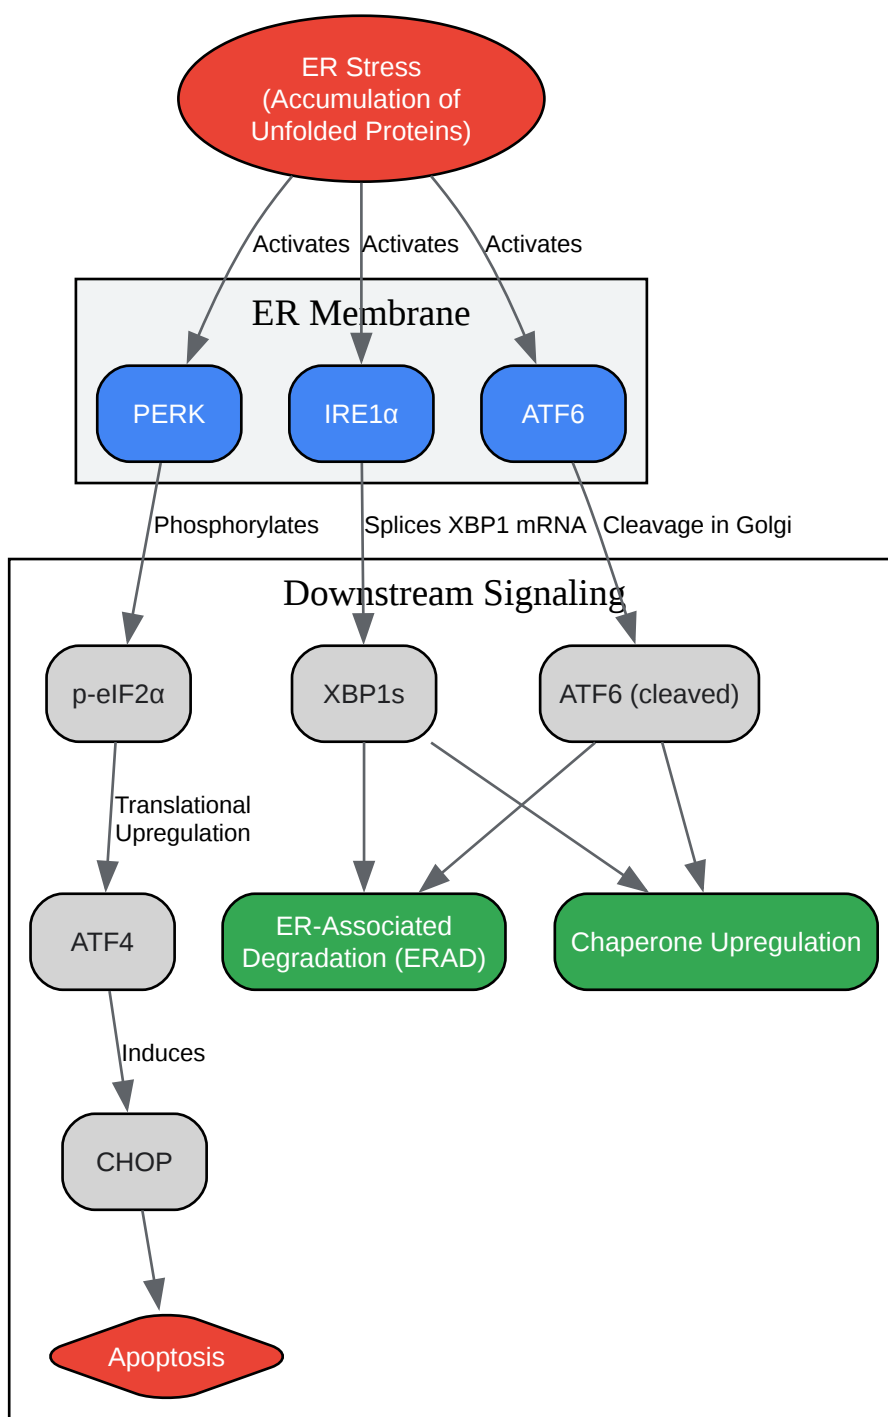 ER Stress
(Accumulation of
Unfolded Proteins)
Activates
Activates
Activates
ER Membrane
PERK
IRE1α
ATF6
Phosphorylates
Splices XBP1 mRNA
Cleavage in Golgi
Downstream Signaling
p-eIF2α
XBP1s
ATF6 (cleaved)
Translational
Upregulation
ATF4
ER-Associated
Degradation (ERAD)
Chaperone Upregulation
Induces
CHOP
Apoptosis